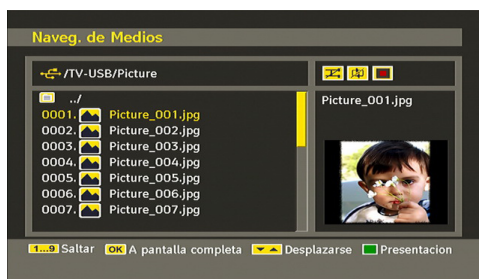 Naveg. de Medios
/TV-USB/Picture
../
Picture_001.jpg
0001. Picture_001.jpg
0002. Picture_002.jpg
0003. Picture_003.jpg
0004. Picture_004.jpg
0005. Picture_005.jpg
0006. Picture_006.jpg
0007. Picture_007.jpg
1...9 Saltar OK A pantalla completa Desplazarse Presentacion